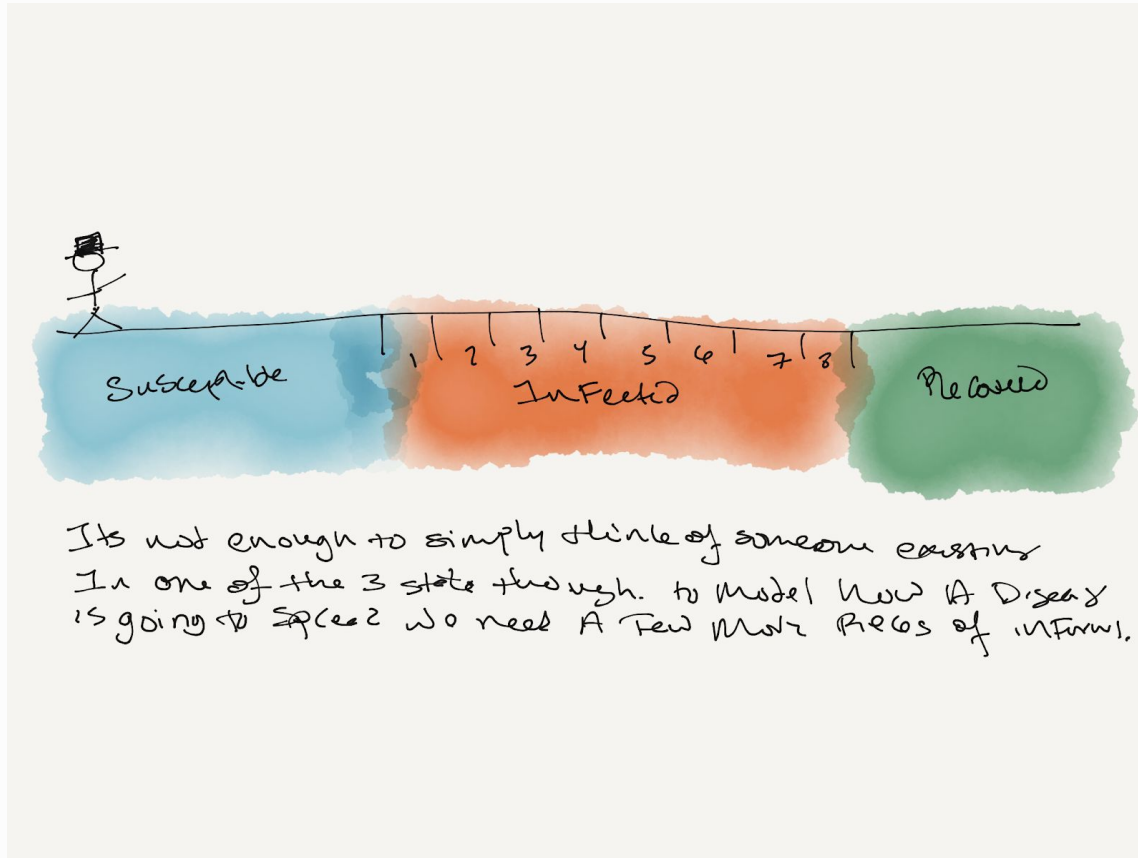 1 2 3 4 5 6 7 8
Susceptible Infected Recovered
Its not enough to simply think of someone existing
In one of the 3 state though. to model how A Diseas
is going to Spread we need A Few More Pieces of inform.